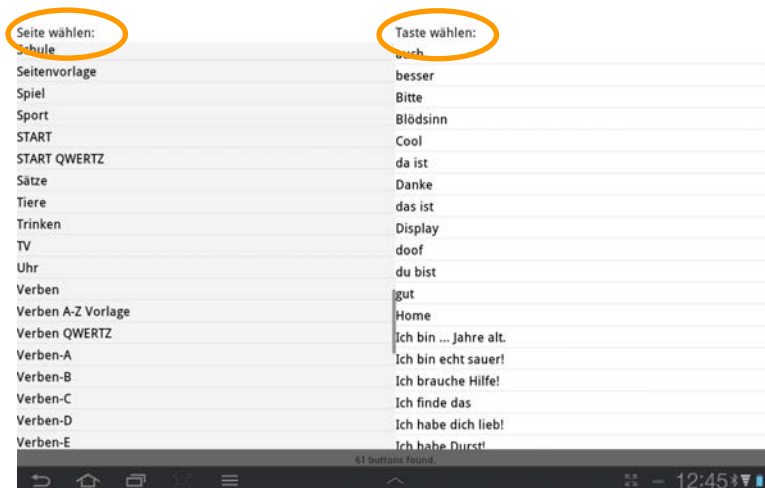 Seite wählen:
Schule
Seitenvorlage
Spiel
Sport
START
START QWERTZ
Sätze
Tiere
Trinken
TV
Uhr
Verben
Verben A-Z Vorlage
Verben QWERTZ
Verben-A
Verben-B
Verben-C
Verben-D
Verben-E
Taste wählen:
auch
besser
Bitte
Blödsinn
Cool
da ist
Danke
das ist
Display
doof
du bist
gut
Home
Ich bin ... Jahre alt.
Ich bin echt sauer!
Ich brauche Hilfe!
Ich finde das
Ich habe dich lieb!
Ich habe Durst!
61 buttons found.
12:45